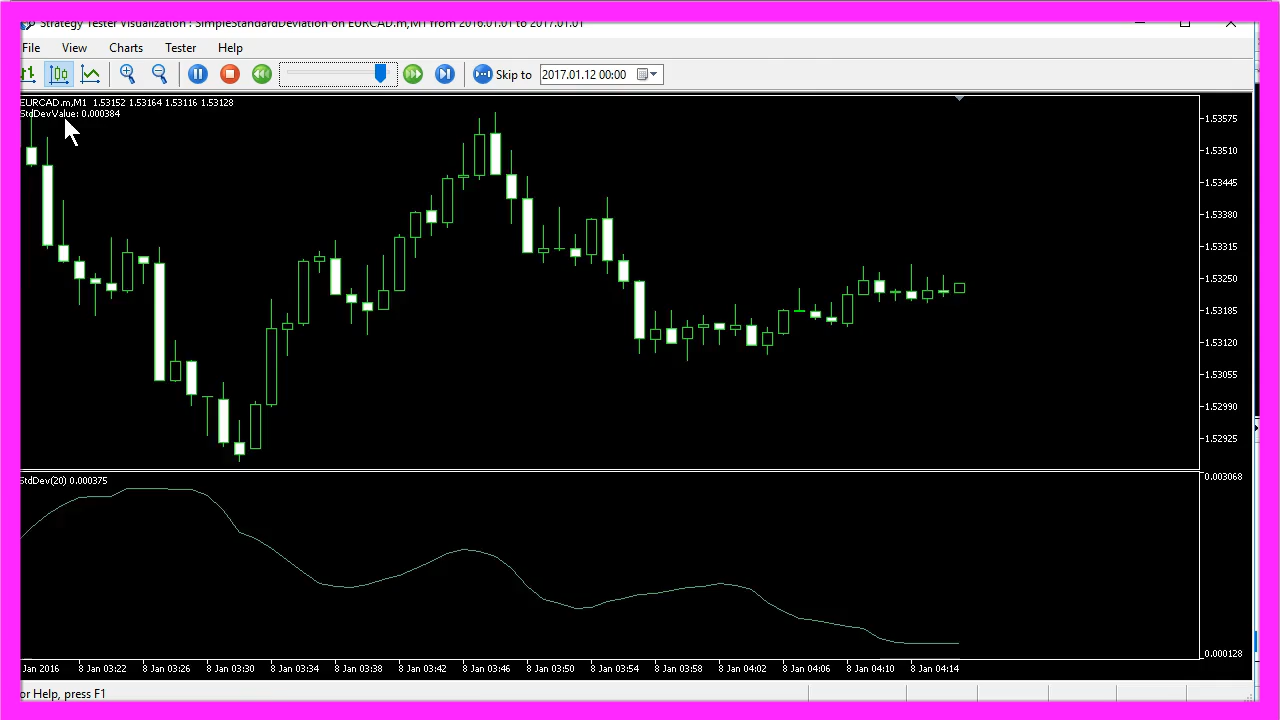 Strategy Tester Visualization : SimpleStandardDeviation on EURCAD.m,M1 from 2016.01.01 to 2017.01.01
File View Charts Tester Help
Skip to 2017.01.12 00:00
EURCAD.m,M1 1.53152 1.53164 1.53116 1.53128
StdDevValue: 0.000384
1.53575
1.53510
1.53445
1.53380
1.53315
1.53250
1.53185
1.53120
1.53055
1.52990
1.52925
StdDev(20) 0.000375
0.003068
0.000128
Jan 2016 8 Jan 03:22 8 Jan 03:26 8 Jan 03:30 8 Jan 03:34 8 Jan 03:38 8 Jan 03:42 8 Jan 03:46 8 Jan 03:50 8 Jan 03:54 8 Jan 03:58 8 Jan 04:02 8 Jan 04:06 8 Jan 04:10 8 Jan 04:14
or Help, press F1